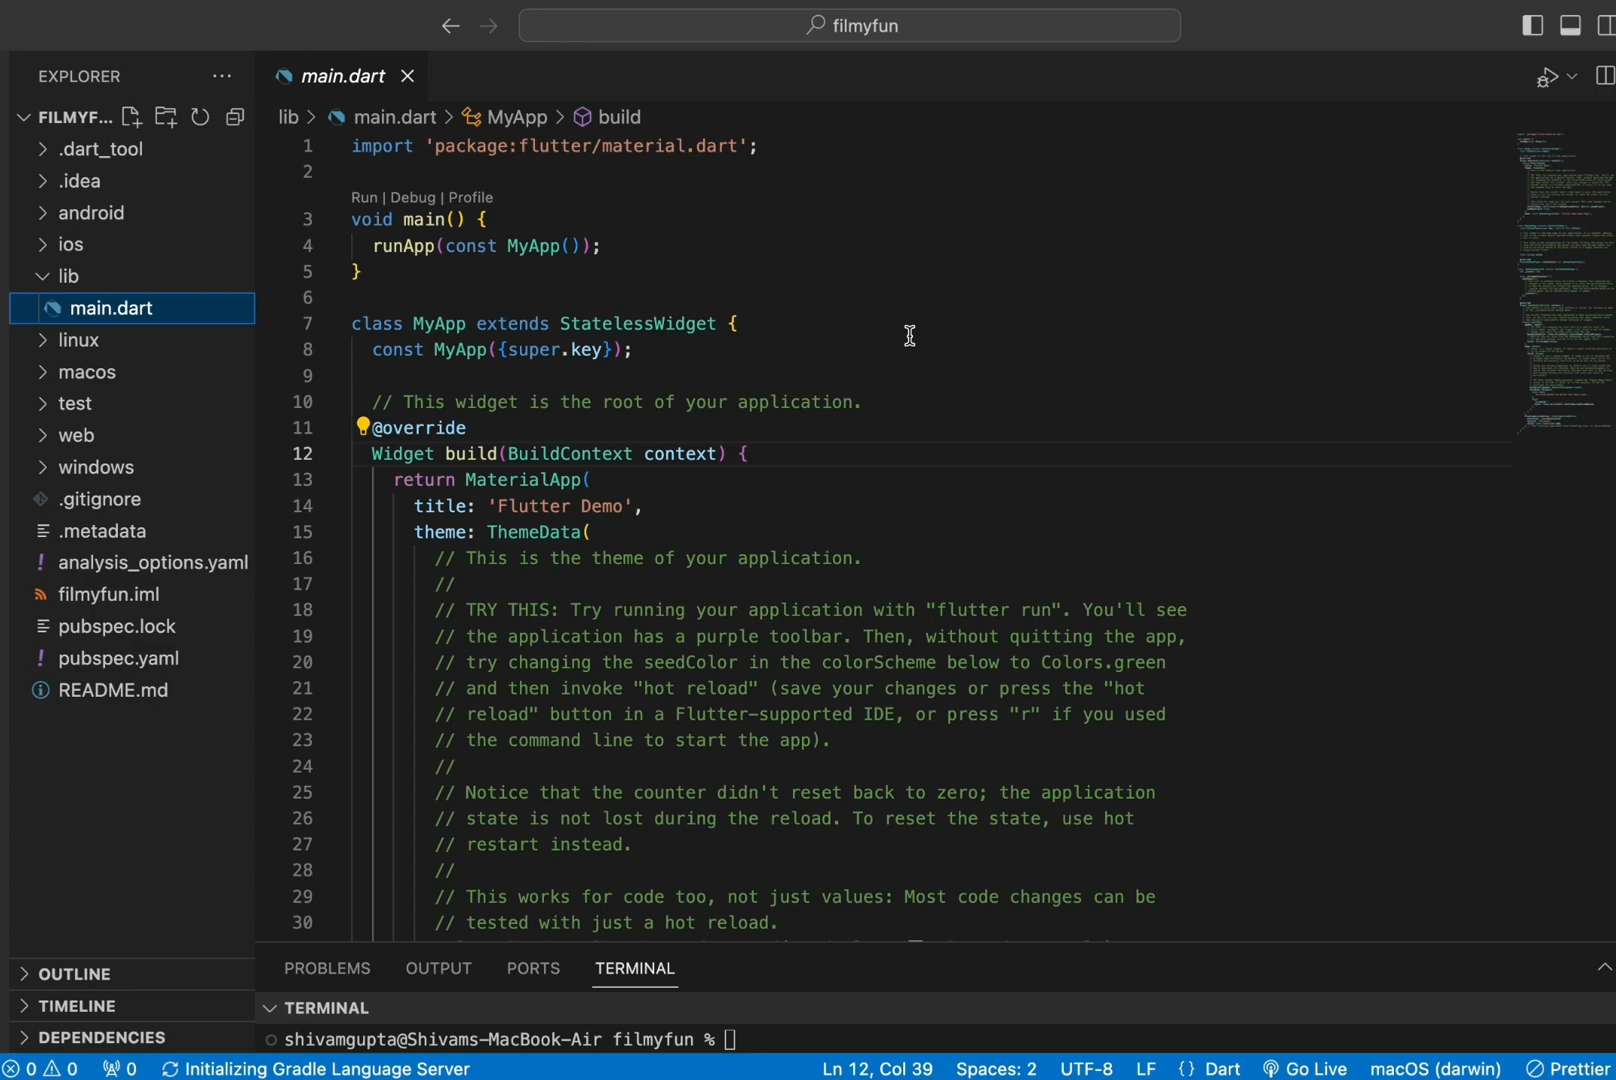 filmyfun
EXPLORER
main.dart
FILMYF...
lib > main.dart > MyApp > build
.dart_tool
.idea
android
ios
lib
main.dart
linux
macos
test
web
windows
.gitignore
.metadata
analysis_options.yaml
filmyfun.iml
pubspec.lock
pubspec.yaml
README.md
OUTLINE
TIMELINE
DEPENDENCIES
1 import 'package:flutter/material.dart';
2
Run | Debug | Profile
3 void main() {
4 runApp(const MyApp());
5 }
6
7 class MyApp extends StatelessWidget {
8 const MyApp({super.key});
9
10 // This widget is the root of your application.
11 @override
12 Widget build(BuildContext context) {
13 return MaterialApp(
14 title: 'Flutter Demo',
15 theme: ThemeData(
16 // This is the theme of your application.
17 //
18 // TRY THIS: Try running your application with "flutter run". You'll see
19 // the application has a purple toolbar. Then, without quitting the app,
20 // try changing the seedColor in the colorScheme below to Colors.green
21 // and then invoke "hot reload" (save your changes or press the "hot
22 // reload" button in a Flutter-supported IDE, or press "r" if you used
23 // the command line to start the app).
24 //
25 // Notice that the counter didn't reset back to zero; the application
26 // state is not lost during the reload. To reset the state, use hot
27 // restart instead.
28 //
29 // This works for code too, not just values: Most code changes can be
30 // tested with just a hot reload.
PROBLEMS OUTPUT PORTS TERMINAL
TERMINAL
shivamgupta@Shivams-MacBook-Air filmyfun %
0 0 0 Initializing Gradle Language Server Ln 12, Col 39 Spaces: 2 UTF-8 LF {} Dart Go Live macOS (darwin) Prettier